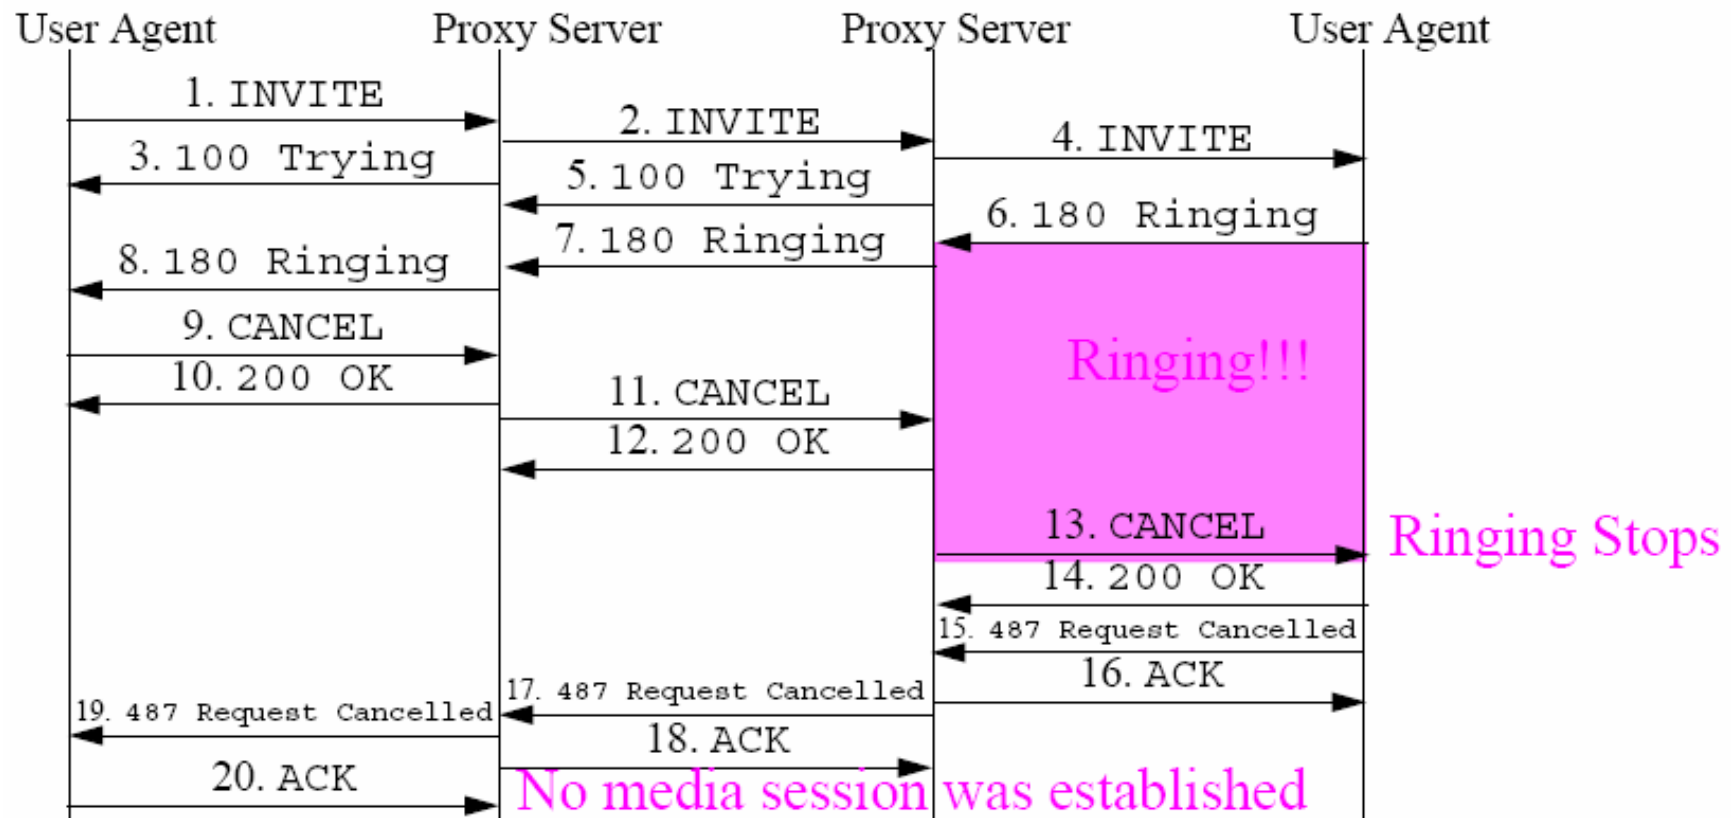 User Agent
Proxy Server
Proxy Server
User Agent
1. INVITE
2. INVITE
4. INVITE
3. 100 Trying
5. 100 Trying
6. 180 Ringing
7. 180 Ringing
8. 180 Ringing
9. CANCEL
Ringing!!!
10. 200 OK
11. CANCEL
12. 200 OK
13. CANCEL
Ringing Stops
14. 200 OK
15. 487 Request Cancelled
16. ACK
17. 487 Request Cancelled
19. 487 Request Cancelled
18. ACK
20. ACK
No media session was established